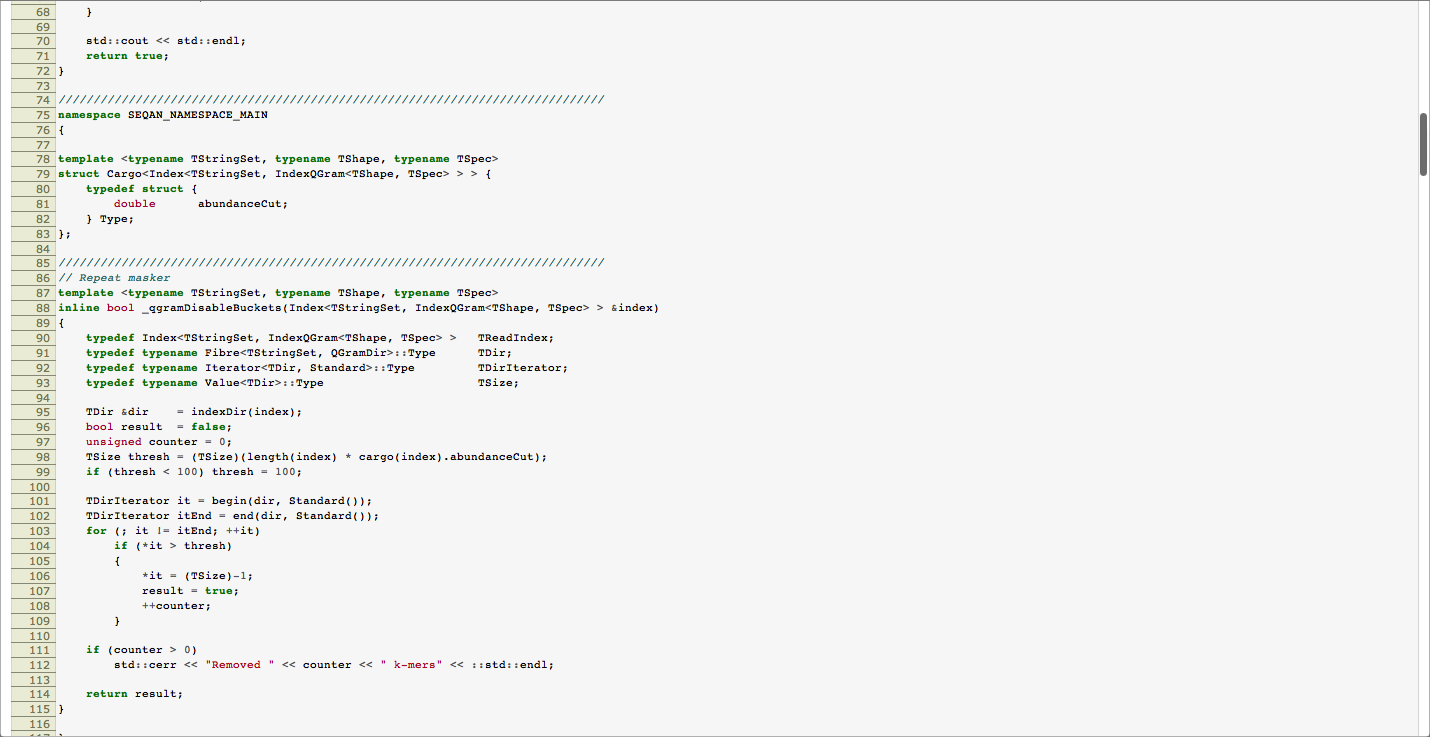 68     }
69
70     std::cout << std::endl;
71     return true;
72 }
73
74 //////////////////////////////////////////////////////////////////////////////
75 namespace SEQAN_NAMESPACE_MAIN
76 {
77
78 template <typename TStringSet, typename TShape, typename TSpec>
79 struct Cargo<Index<TStringSet, IndexQGram<TShape, TSpec> > > {
80     typedef struct {
81         double      abundanceCut;
82     } Type;
83 };
84
85 //////////////////////////////////////////////////////////////////////////////
86 // Repeat masker
87 template <typename TStringSet, typename TShape, typename TSpec>
88 inline bool _qgramDisableBuckets(Index<TStringSet, IndexQGram<TShape, TSpec> > &index)
89 {
90     typedef Index<TStringSet, IndexQGram<TShape, TSpec> >   TReadIndex;
91     typedef typename Fibre<TStringSet, QGramDir>::Type      TDir;
92     typedef typename Iterator<TDir, Standard>::Type         TDirIterator;
93     typedef typename Value<TDir>::Type                      TSize;
94
95     TDir &dir    = indexDir(index);
96     bool result  = false;
97     unsigned counter = 0;
98     TSize thresh = (TSize)(length(index) * cargo(index).abundanceCut);
99     if (thresh < 100) thresh = 100;
100
101     TDirIterator it = begin(dir, Standard());
102     TDirIterator itEnd = end(dir, Standard());
103     for (; it != itEnd; ++it)
104         if (*it > thresh)
105         {
106             *it = (TSize)-1;
107             result = true;
108             ++counter;
109         }
110
111     if (counter > 0)
112         std::cerr << "Removed " << counter << " k-mers" << ::std::endl;
113
114     return result;
115 }
116